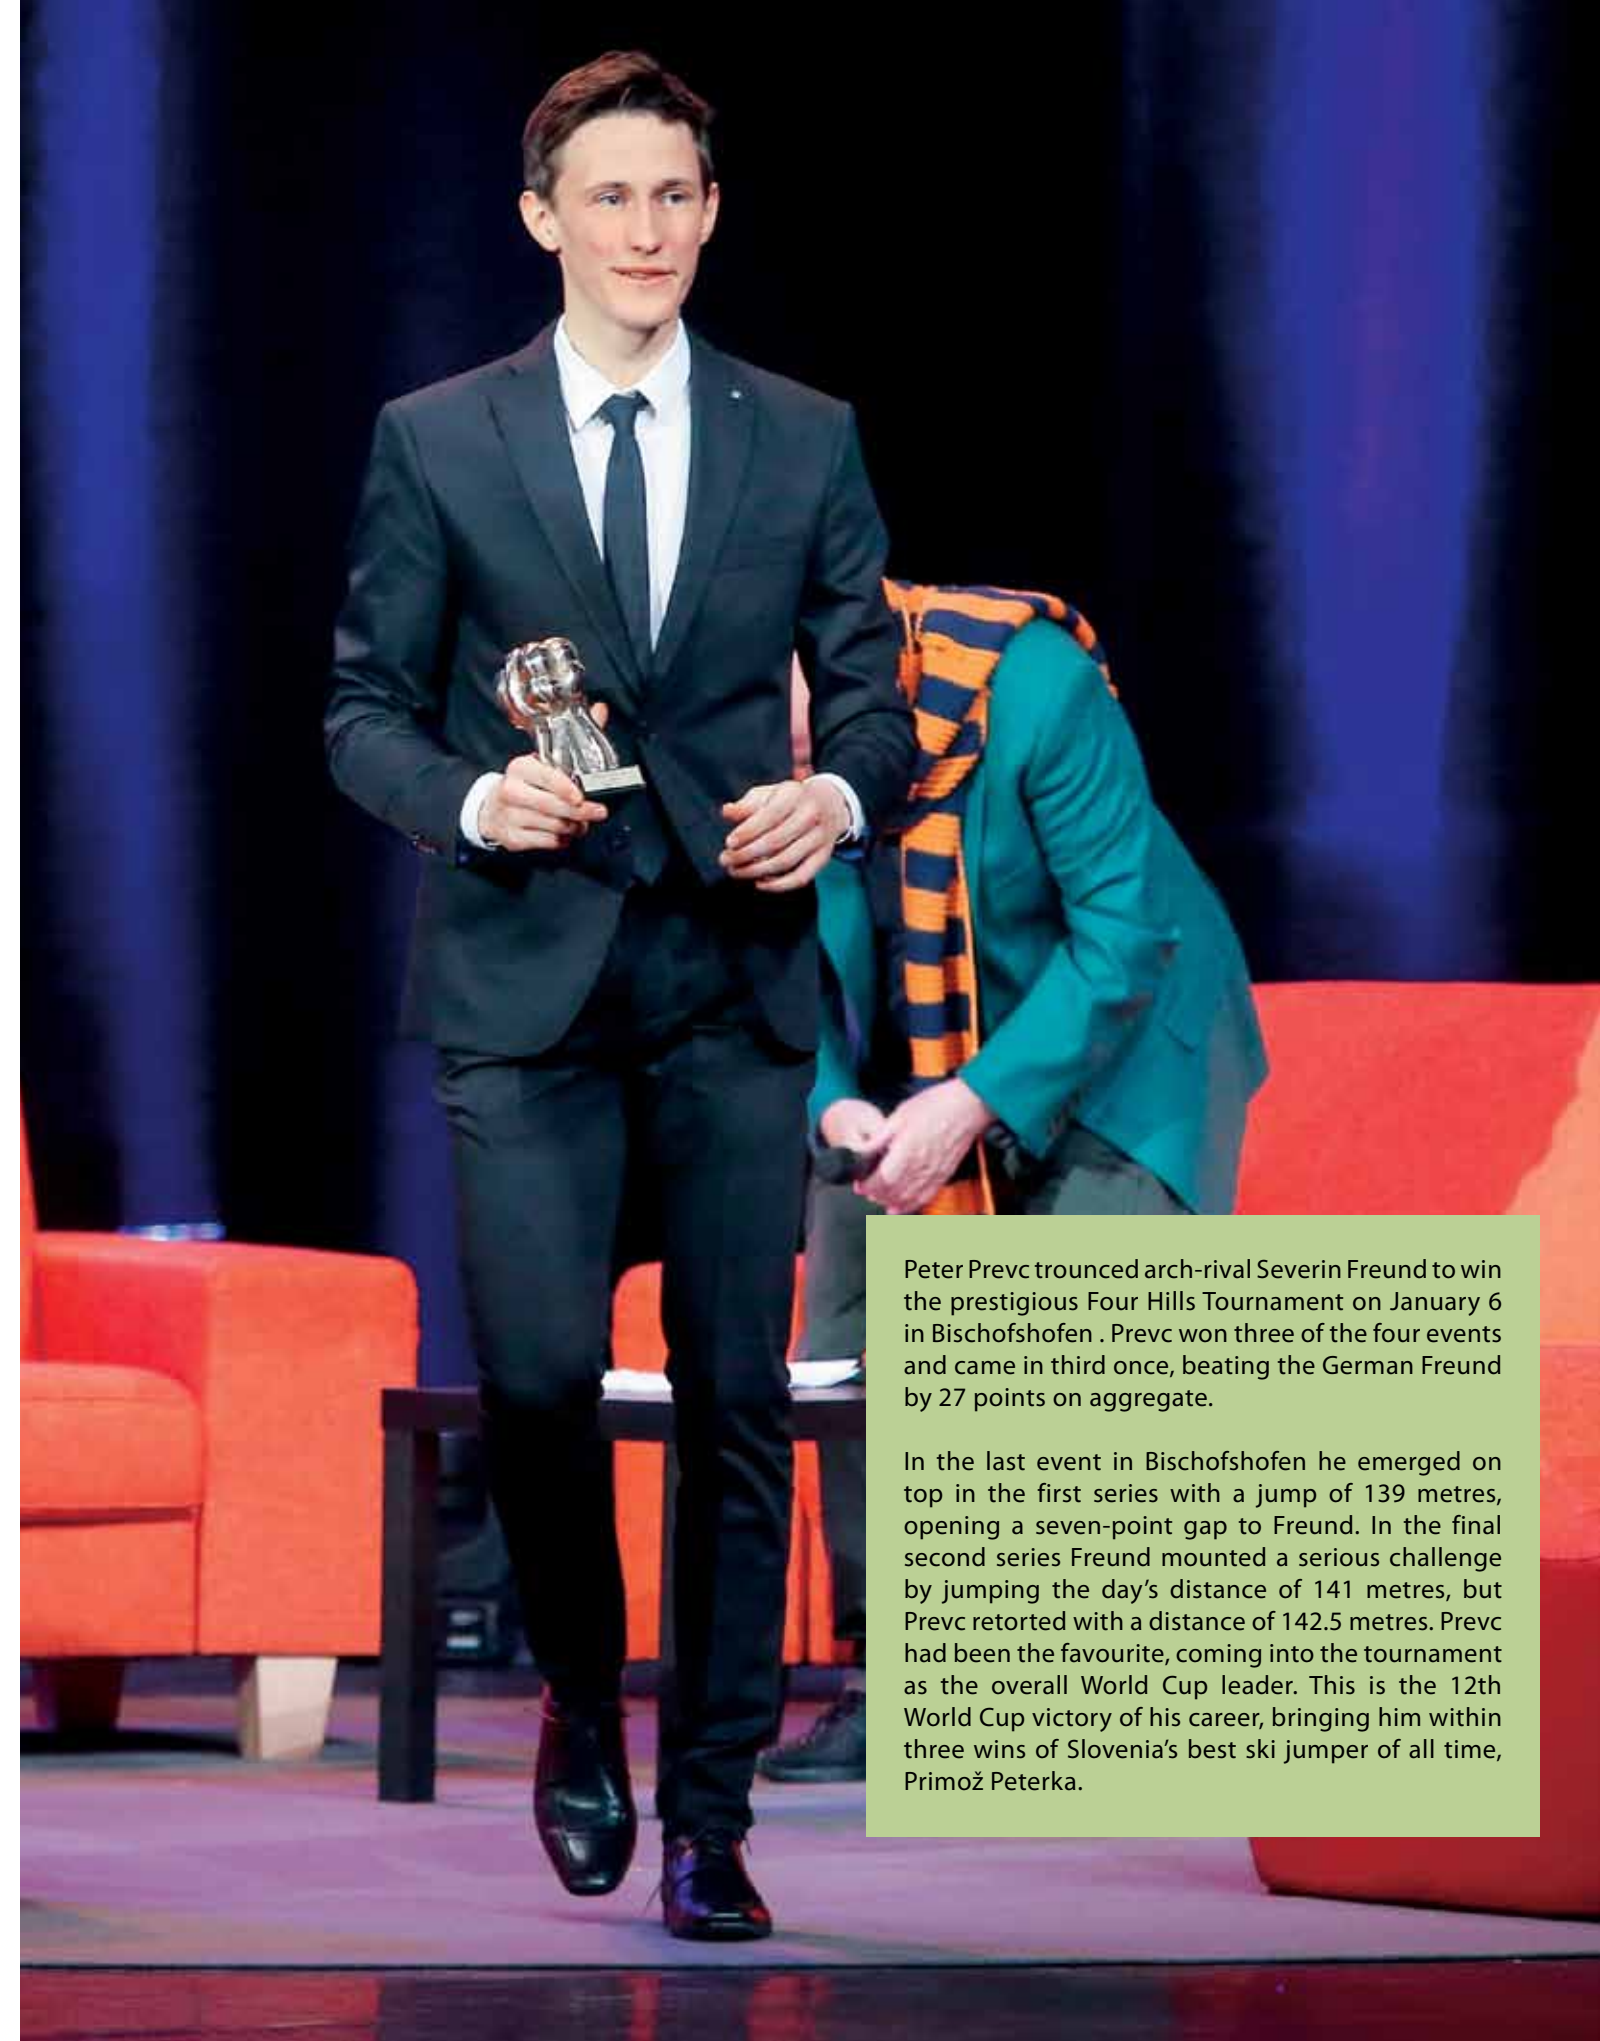 Peter Prevc trounced arch-rival Severin Freund to win
the prestigious Four Hills Tournament on January 6
in Bischofshofen . Prevc won three of the four events
and came in third once, beating the German Freund
by 27 points on aggregate.
In the last event in Bischofshofen he emerged on
top in the first series with a jump of 139 metres,
opening a seven-point gap to Freund. In the final
second series Freund mounted a serious challenge
by jumping the day’s distance of 141 metres, but
Prevc retorted with a distance of 142.5 metres. Prevc
had been the favourite, coming into the tournament
as the overall World Cup leader. This is the 12th
World Cup victory of his career, bringing him within
three wins of Slovenia’s best ski jumper of all time,
Primož Peterka.